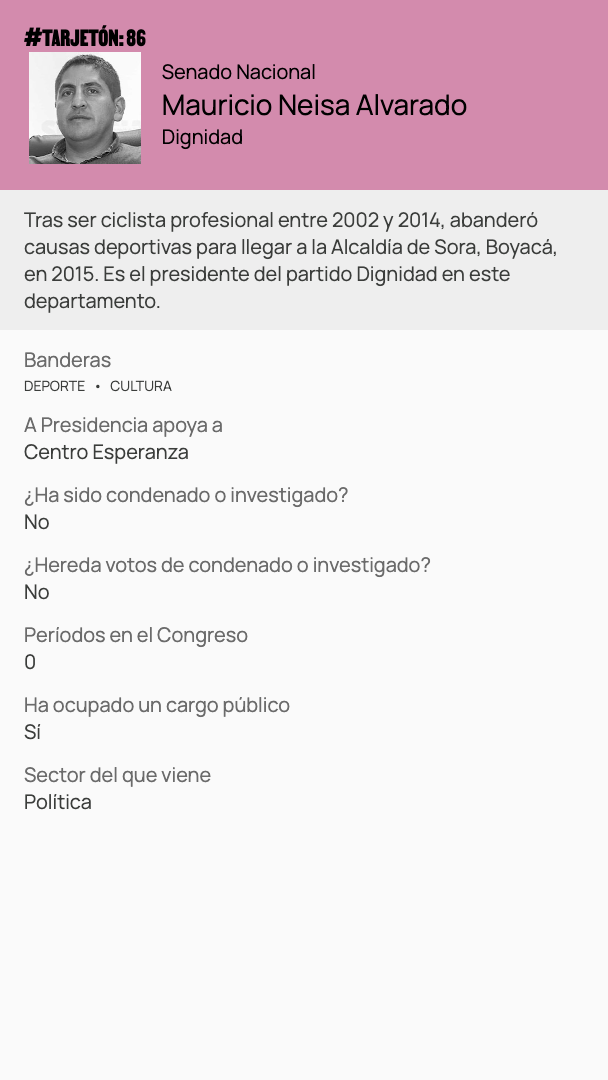 #TARJETÓN: 86
Senado Nacional
Mauricio Neisa Alvarado
Dignidad
Tras ser ciclista profesional entre 2002 y 2014, abanderó
causas deportivas para llegar a la Alcaldía de Sora, Boyacá,
en 2015. Es el presidente del partido Dignidad en este
departamento.
Banderas
DEPORTE • CULTURA
A Presidencia apoya a
Centro Esperanza
¿Ha sido condenado o investigado?
No
¿Hereda votos de condenado o investigado?
No
Períodos en el Congreso
0
Ha ocupado un cargo público
Sí
Sector del que viene
Política